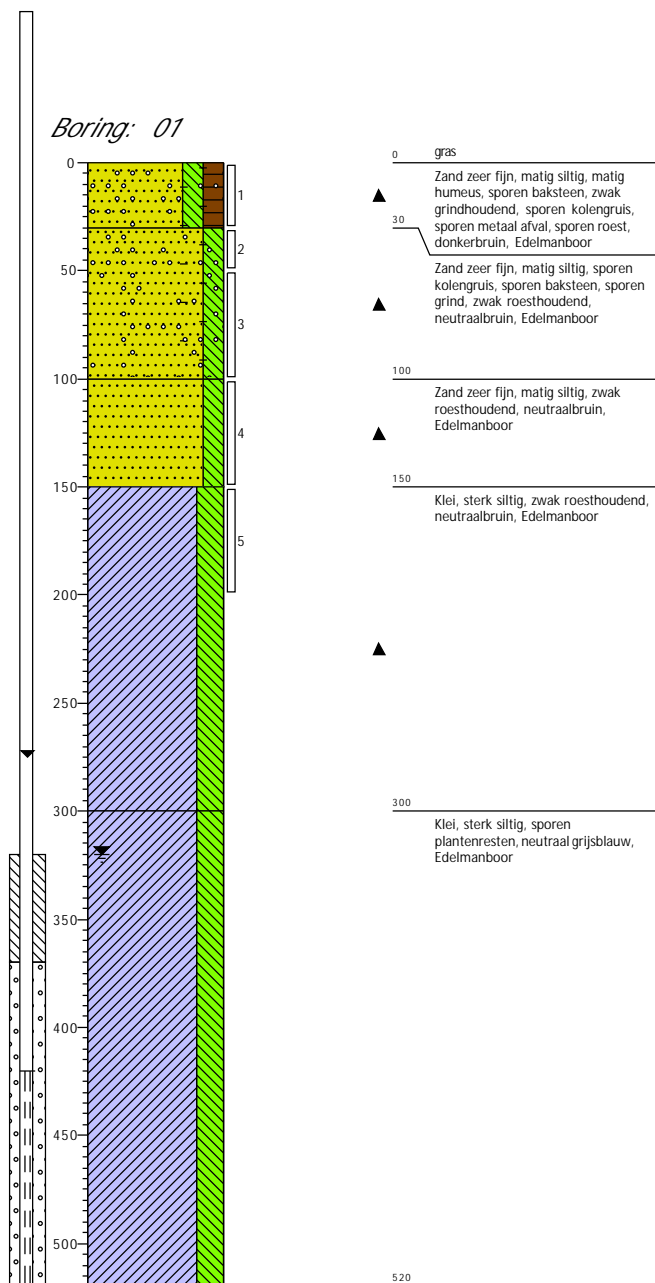 Boring: 01
0
50
100
150
200
250
300
350
400
450
500
1
2
3
4
5
0
gras
Zand zeer fijn, matig siltig, matig
humeus, sporen baksteen, zwak
grindhoudend, sporen kolengruis,
sporen metaal afval, sporen roest,
donkerbruin, Edelmanboor
30
Zand zeer fijn, matig siltig, sporen
kolengruis, sporen baksteen, sporen
grind, zwak roesthoudend,
neutraalbruin, Edelmanboor
100
Zand zeer fijn, matig siltig, zwak
roesthoudend, neutraalbruin,
Edelmanboor
150
Klei, sterk siltig, zwak roesthoudend,
neutraalbruin, Edelmanboor
300
Klei, sterk siltig, sporen
plantenresten, neutraal grijsblauw,
Edelmanboor
520